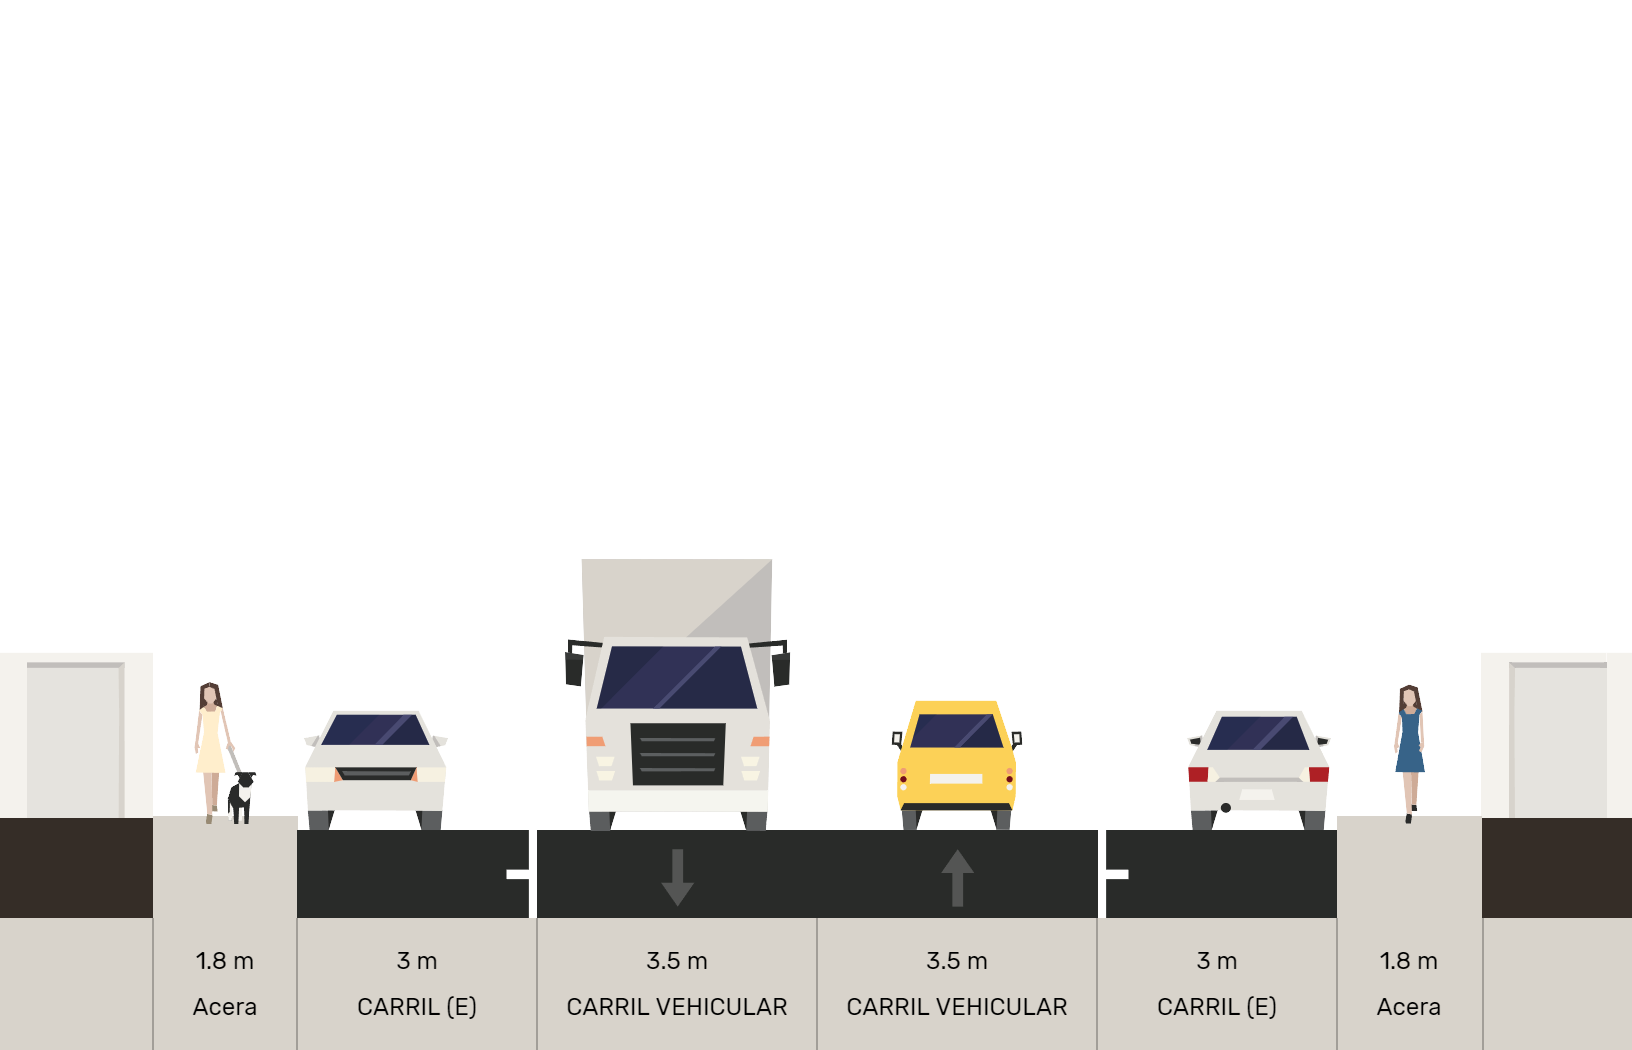 1.8 m
Acera
3 m
CARRIL (E)
3.5 m
CARRIL VEHICULAR
3.5 m
CARRIL VEHICULAR
3 m
CARRIL (E)
1.8 m
Acera